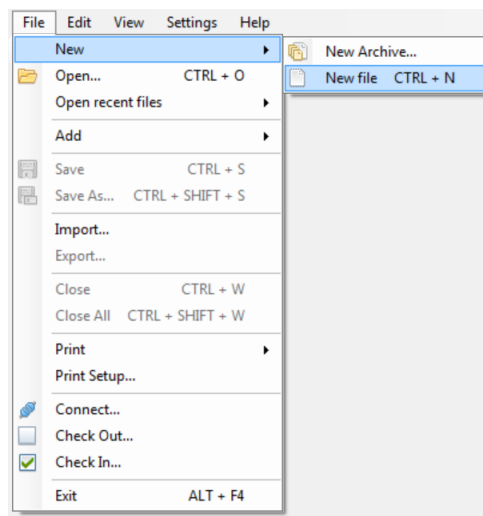 File Edit View Settings Help
New New Archive...
Open... CTRL + O New file CTRL + N
Open recent files
Add
Save CTRL + S
Save As... CTRL + SHIFT + S
Import...
Export...
Close CTRL + W
Close All CTRL + SHIFT + W
Print
Print Setup...
Connect...
Check Out...
Check In...
Exit ALT + F4